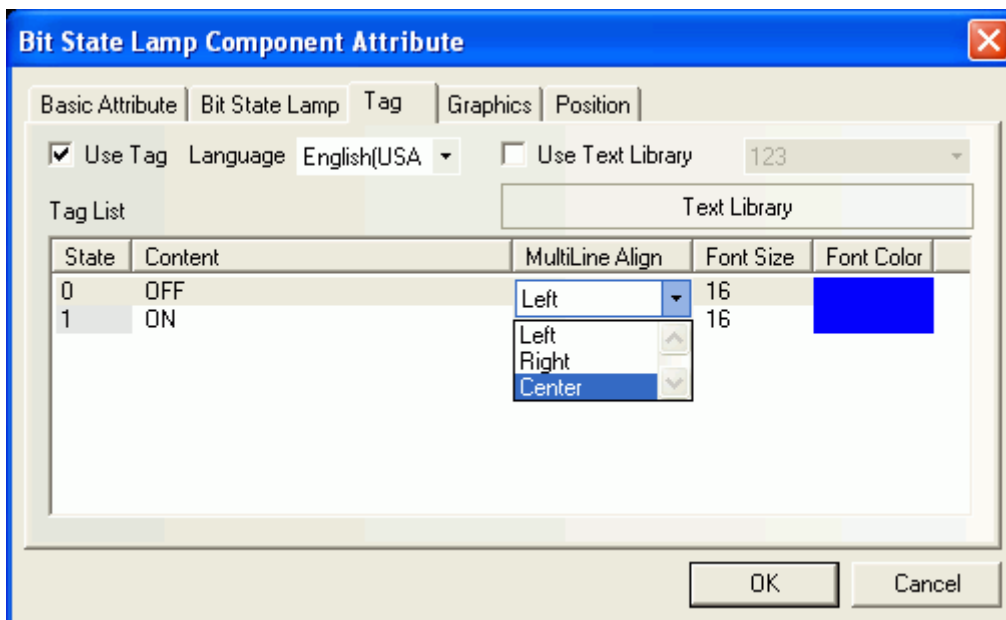 Bit State Lamp Component Attribute
Basic Attribute Bit State Lamp Tag Graphics Position
Use Tag Language English(USA Use Text Library 123
Tag List Text Library
State Content MultiLine Align Font Size Font Color
0 OFF Left 16
1 ON 16
Left
Right
Center
OK Cancel